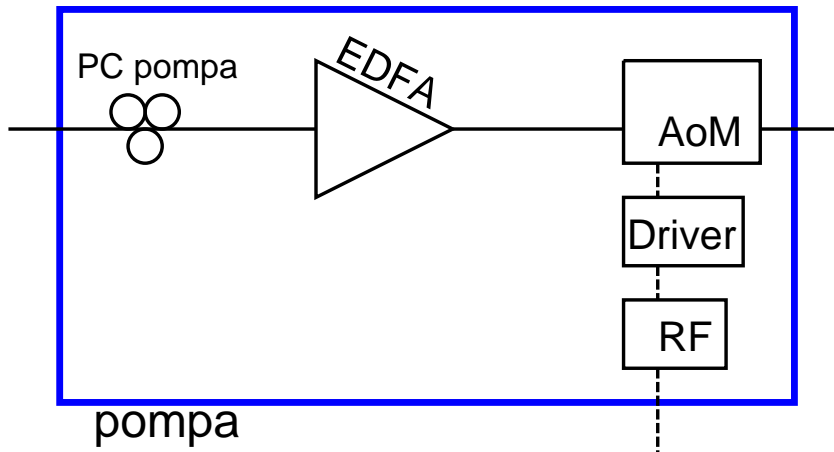 EDFA
PC pompa
AoM
Driver
RF
pompa